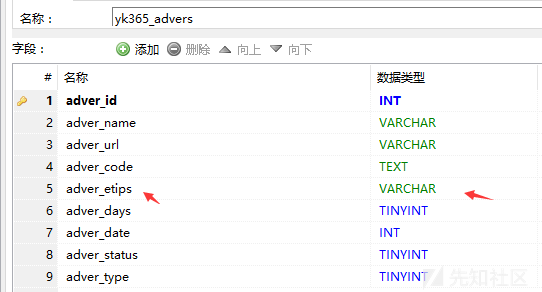 名称： yk365_advers
字段： 添加 删除 向上 向下
# 名称 数据类型
1 adver_id INT
2 adver_name VARCHAR
3 adver_url VARCHAR
4 adver_code TEXT
5 adver_etips VARCHAR
6 adver_days TINYINT
7 adver_date INT
8 adver_status TINYINT
9 adver_type TINYINT
先知社区